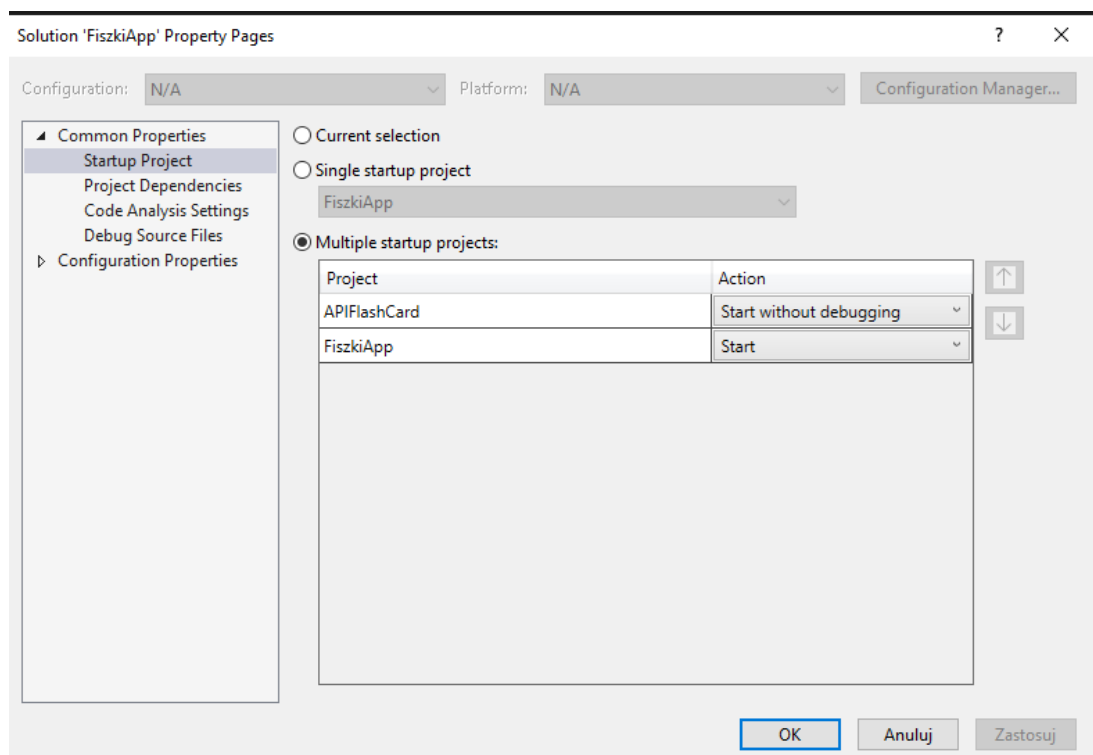 Solution 'FiszkiApp' Property Pages
?
Configuration: N/A Platform: N/A Configuration Manager...
Common Properties
Startup Project
Project Dependencies
Code Analysis Settings
Debug Source Files
Configuration Properties
Current selection
Single startup project
FiszkiApp
Multiple startup projects:
Project Action
APIFlashCard Start without debugging
FiszkiApp Start
OK Anuluj Zastosuj